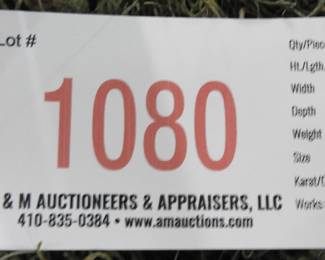 Lot #
1080
& M AUCTIONEERS & APPRAISERS, LLC
410-835-0384 • www.amauctions.com
Qty/Piec
Ht./Lgth.
Width
Depth
Weight
Size
Karat/
Works